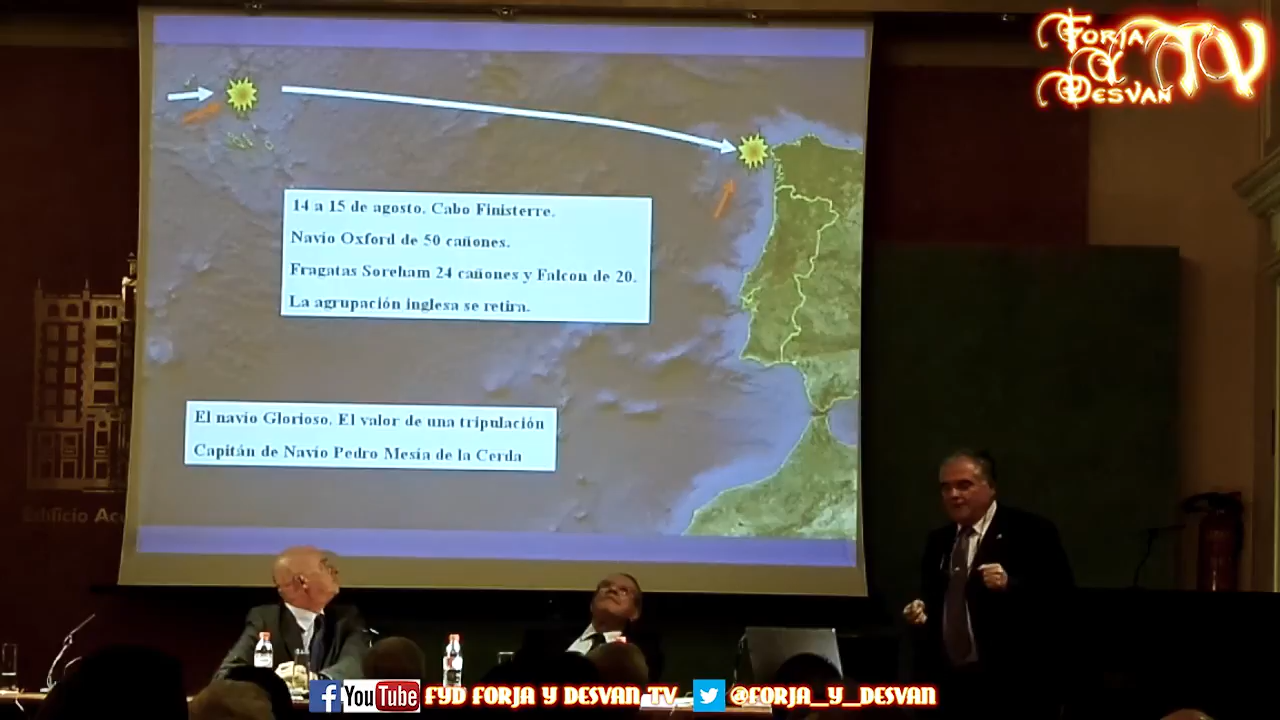 FORJA
Y
DESVAN
TV
14 a 15 de agosto. Cabo Finisterre.
Navío Oxford de 50 cañones.
Fragatas Soreham 24 cañones y Falcon de 20.
La agrupación inglesa se retira.
El navío Glorioso. El valor de una tripulación
Capitán de Navío Pedro Mesía de la Cerda
Edificio
f YouTube FYD FORJA Y DESVAN TV @FORJA_Y_DESVAN